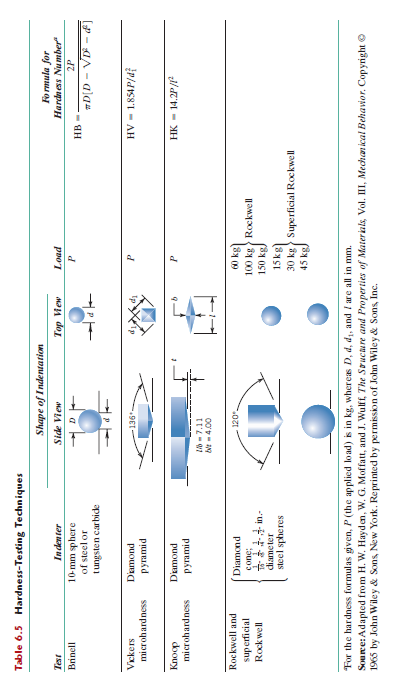 Table 6.5 Hardness-Testing Techniques
Shape of Indentation
Formula for
Test Indenter Side View Top View Load Hardness Numberᵃ
Brinell 10-mm sphere of steel or tungsten carbide D d d P HB = 2P / πD[D − √D² − d²]
Vickers microhardness Diamond pyramid 136° d₁ d₁ P HV = 1.854P/d₁²
Knoop microhardness Diamond pyramid t l/b = 7.11 b/t = 4.00 b l P HK = 14.2P/l²
Rockwell and superficial Rockwell
Diamond cone;
1/16-, 1/8-, 1/4-, 1/2- in.-
diameter
steel spheres
120°
60 kg
100 kg Rockwell
150 kg
15 kg
30 kg Superficial Rockwell
45 kg
ᵃFor the hardness formulas given, P (the applied load) is in kg, whereas D, d, d₁, and l are all in mm.
Source: Adapted from H. W. Hayden, W. G. Moffatt, and J. Wulff, The Structure and Properties of Materials, Vol. III, Mechanical Behavior. Copyright ©
1965 by John Wiley & Sons, New York. Reprinted by permission of John Wiley & Sons, Inc.